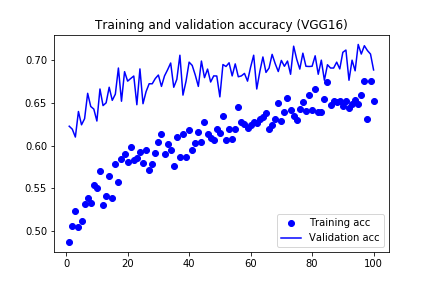 Training and validation accuracy (VGG16)
0.70
0.65
0.60
0.55
0.50
Training acc
Validation acc
0 20 40 60 80 100